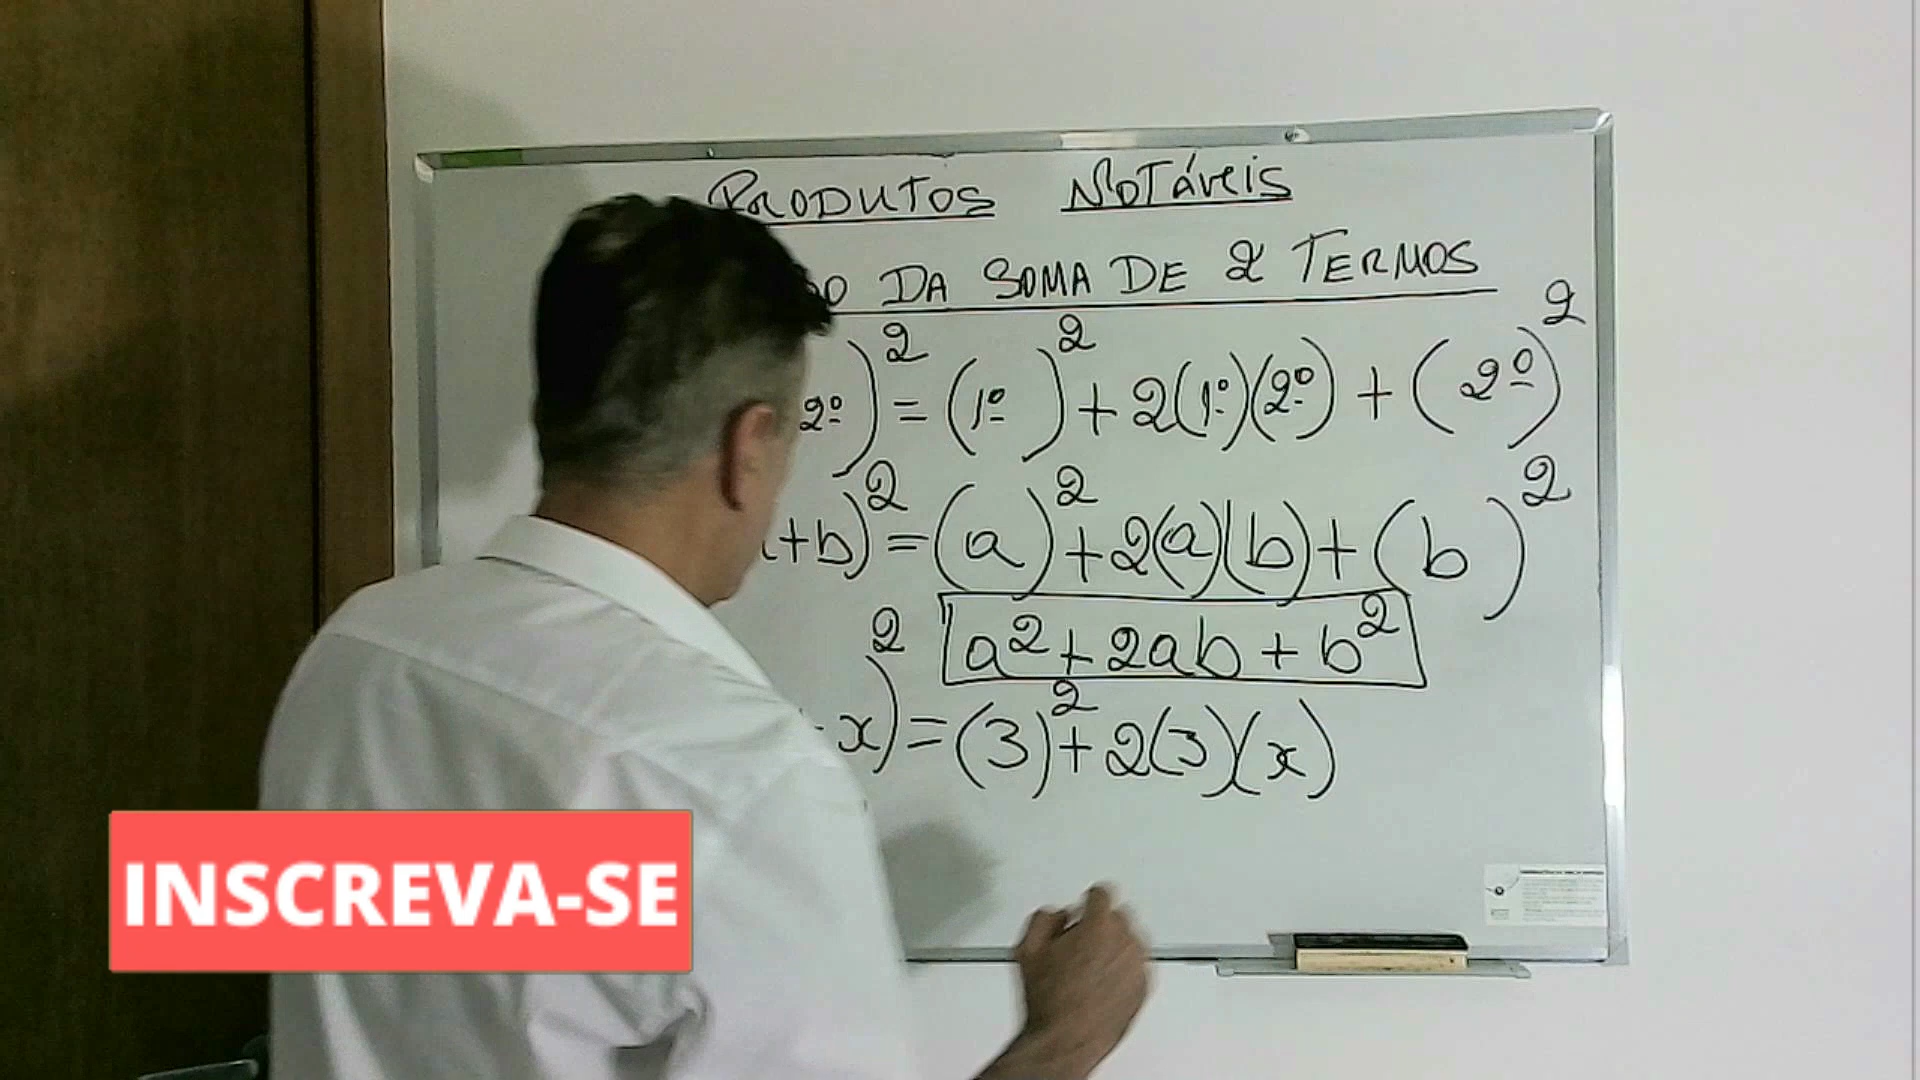 PRODUTOS NOTÁVEIS
DA SOMA DE 2 TERMOS
2º)² = (1º)² + 2(1º)(2º) + (2º)²
+b)² = (a)² + 2(a)(b) + (b)²
a² + 2ab + b²
x)² = (3)² + 2(3)(x)
INSCREVA-SE